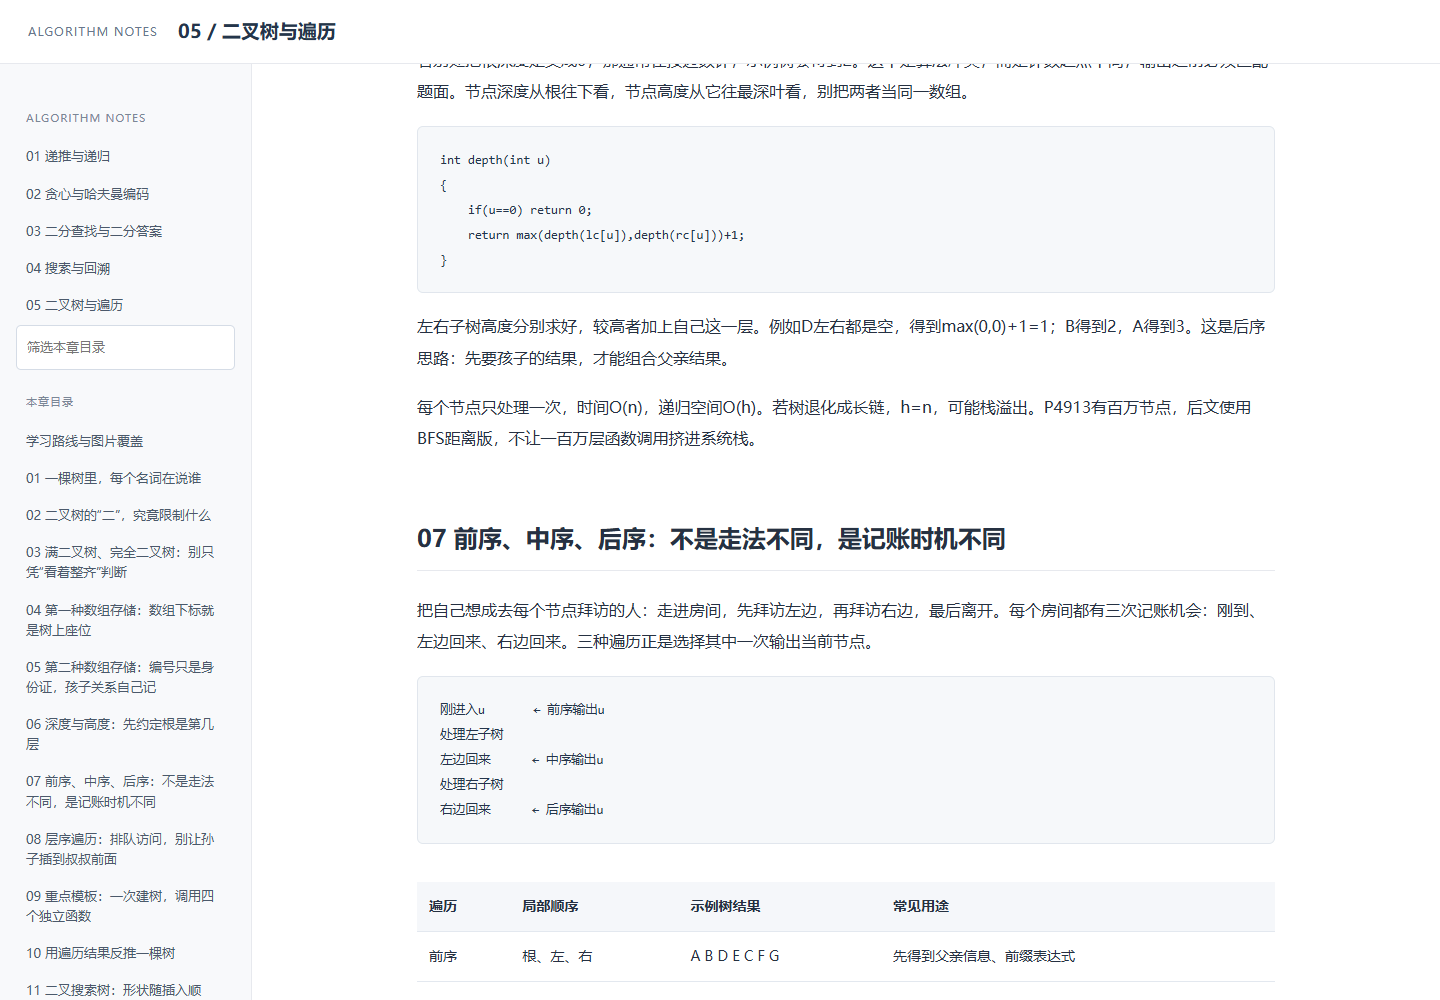 ALGORITHM NOTES
05 / 二叉树与遍历
ALGORITHM NOTES
01 递推与递归
02 贪心与哈夫曼编码
03 二分查找与二分答案
04 搜索与回溯
05 二叉树与遍历
筛选本章目录
本章目录
学习路线与图片覆盖
01 一棵树里，每个名词在说谁
02 二叉树的“二”，究竟限制什么
03 满二叉树、完全二叉树：别只
凭“看着整齐”判断
04 第一种数组存储：数组下标就
是树上座位
05 第二种数组存储：编号只是身
份证，孩子关系自己记
06 深度与高度：先约定根是第几
层
07 前序、中序、后序：不是走法
不同，是记账时机不同
08 层序遍历：排队访问，别让孙
子插到叔叔前面
09 重点模板：一次建树，调用四
个独立函数
10 用遍历结果反推一棵树
11 二叉搜索树：形状随插入顺
题面。节点深度从根往下看，节点高度从它往最深叶看，别把两者当同一数组。
int depth(int u)
{
    if(u==0) return 0;
    return max(depth(lc[u]),depth(rc[u]))+1;
}
左右子树高度分别求好，较高者加上自己这一层。例如D左右都是空，得到max(0,0)+1=1；B得到2，A得到3。这是后序
思路：先要孩子的结果，才能组合父亲结果。
每个节点只处理一次，时间O(n)，递归空间O(h)。若树退化成长链，h=n，可能栈溢出。P4913有百万节点，后文使用
BFS距离版，不让一百万层函数调用挤进系统栈。
07 前序、中序、后序：不是走法不同，是记账时机不同
把自己想成去每个节点拜访的人：走进房间，先拜访左边，再拜访右边，最后离开。每个房间都有三次记账机会：刚到、
左边回来、右边回来。三种遍历正是选择其中一次输出当前节点。
刚进入u ← 前序输出u
处理左子树
左边回来 ← 中序输出u
处理右子树
右边回来 ← 后序输出u
遍历 局部顺序 示例树结果 常见用途
前序 根、左、右 A B D E C F G 先得到父亲信息、前缀表达式